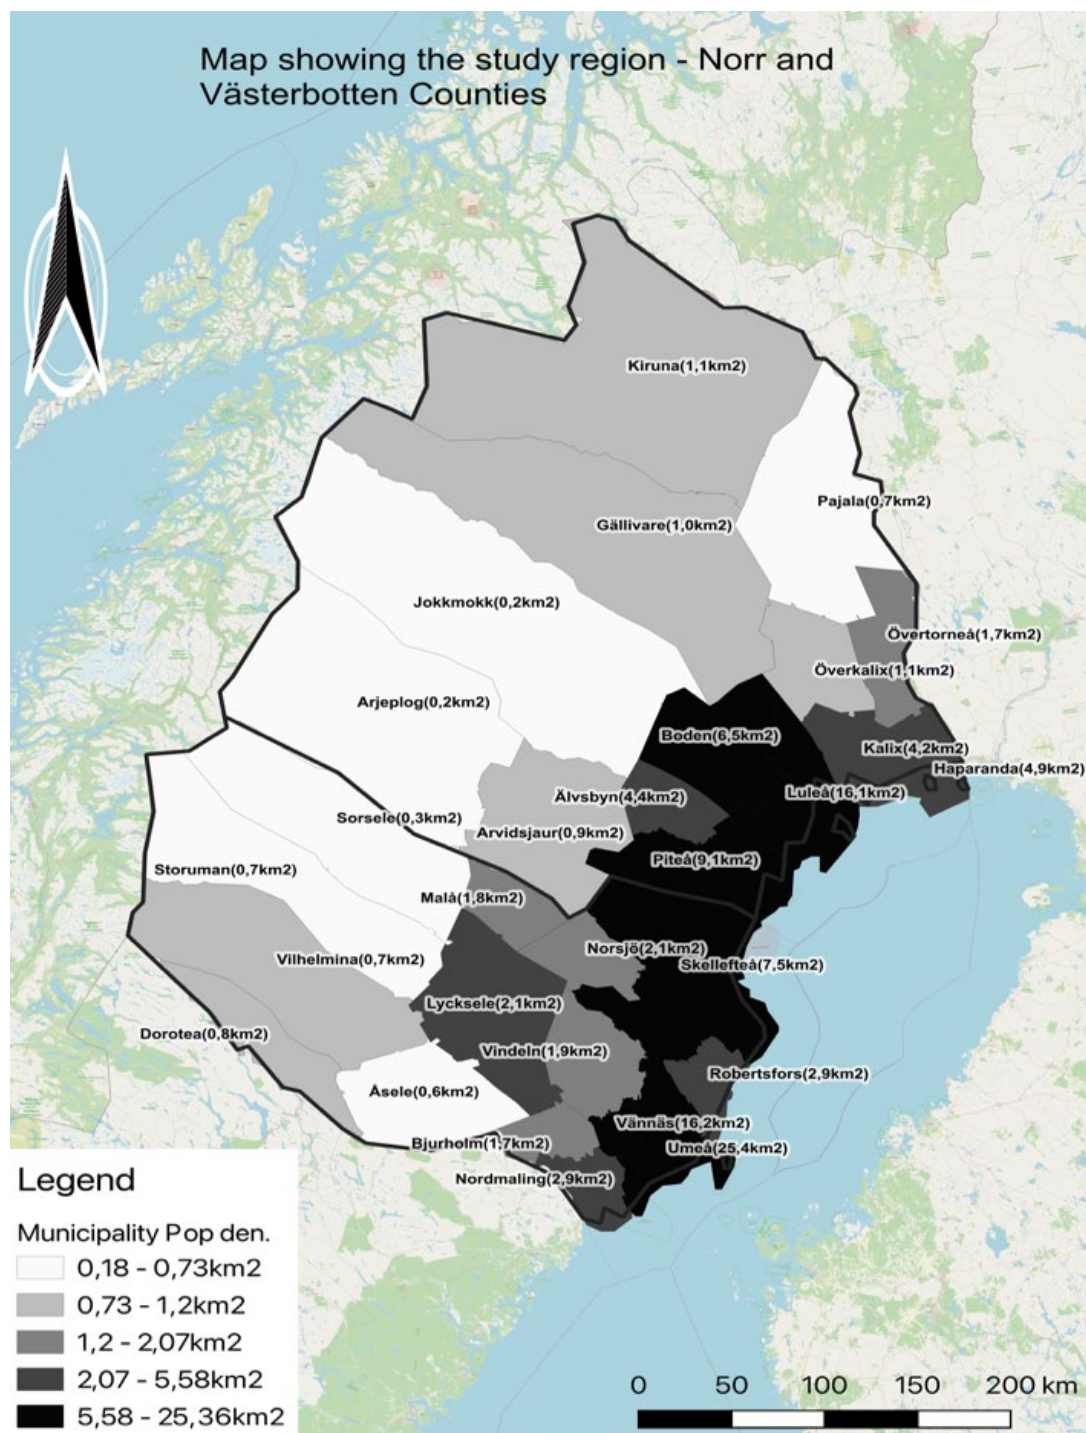 Map showing the study region - Norr and
Västerbotten Counties
Kiruna(1,1km2)
Pajala(0,7km2)
Gällivare(1,0km2)
Jokkmokk(0,2km2)
Övertorneå(1,7km2)
Överkalix(1,1km2)
Arjeplog(0,2km2)
Boden(6,5km2)
Kalix(4,2km2)
Haparanda(4,9km2)
Luleå(16,1km2)
Älvsbyn(4,4km2)
Sorsele(0,3km2)
Arvidsjaur(0,9km2)
Piteå(9,1km2)
Storuman(0,7km2)
Malå(1,8km2)
Norsjö(2,1km2)
Vilhelmina(0,7km2)
Skellefteå(7,5km2)
Lycksele(2,1km2)
Dorotea(0,8km2)
Vindeln(1,9km2)
Robertsfors(2,9km2)
Åsele(0,6km2)
Vännäs(16,2km2)
Bjurholm(1,7km2)
Umeå(25,4km2)
Nordmaling(2,9km2)
Legend
Municipality Pop den.
0,18 - 0,73km2
0,73 - 1,2km2
1,2 - 2,07km2
2,07 - 5,58km2
5,58 - 25,36km2
0 50 100 150 200 km